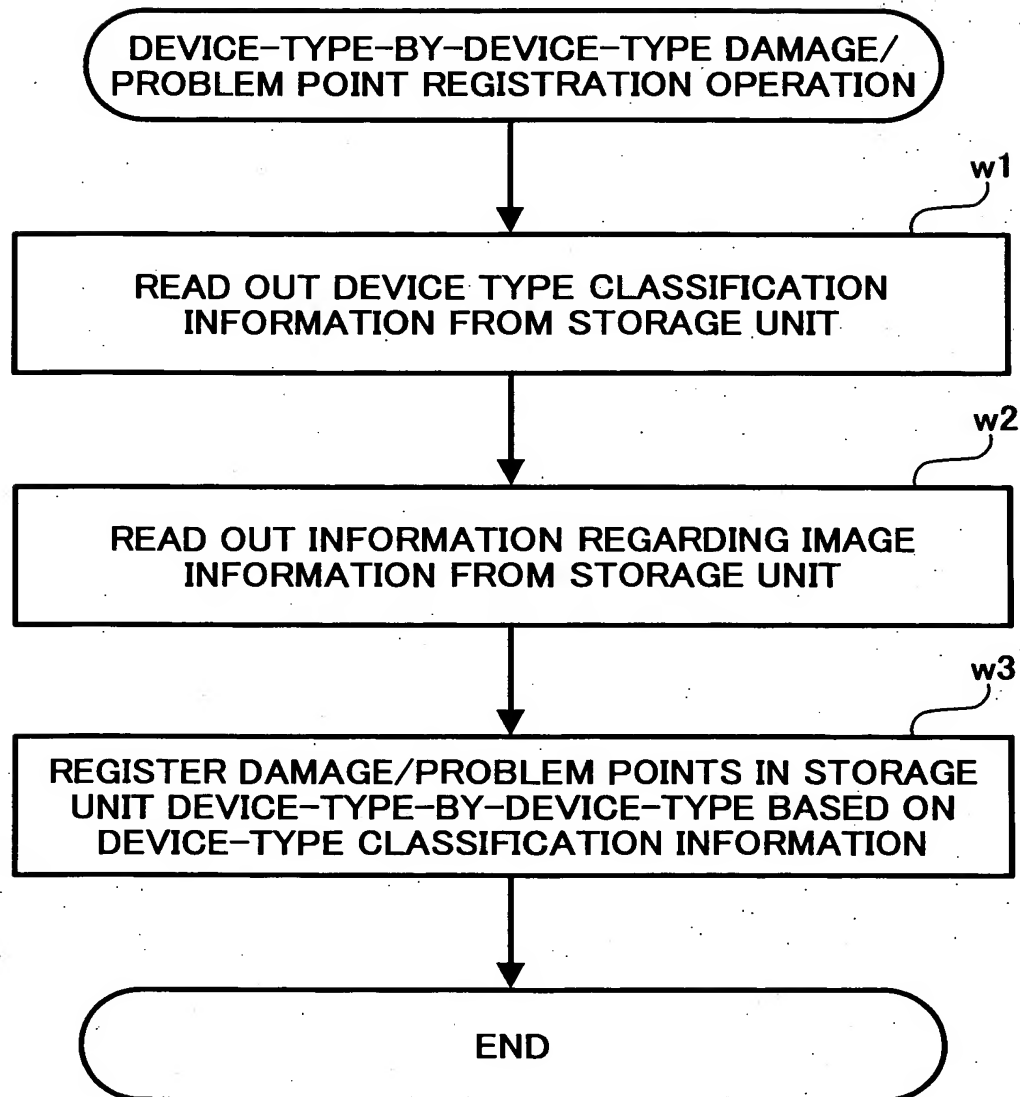 DEVICE-TYPE-BY-DEVICE-TYPE DAMAGE/
PROBLEM POINT REGISTRATION OPERATION
w1
READ OUT DEVICE TYPE CLASSIFICATION
INFORMATION FROM STORAGE UNIT
w2
READ OUT INFORMATION REGARDING IMAGE
INFORMATION FROM STORAGE UNIT
w3
REGISTER DAMAGE/PROBLEM POINTS IN STORAGE
UNIT DEVICE-TYPE-BY-DEVICE-TYPE BASED ON
DEVICE-TYPE CLASSIFICATION INFORMATION
END